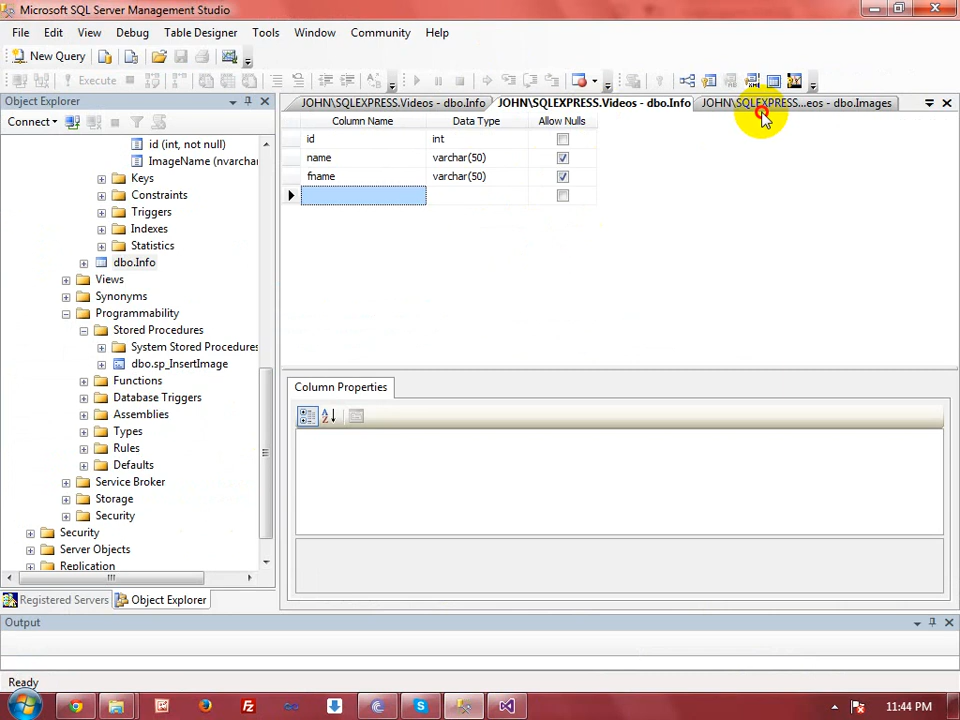 Microsoft SQL Server Management Studio
File Edit View Debug Table Designer Tools Window Community Help
New Query
Execute
Object Explorer
JOHN\SQLEXPRESS.Videos - dbo.Info
JOHN\SQLEXPRESS.Videos - dbo.Info
JOHN\SQLEXPRESS...eos - dbo.Images
Connect
Column Name Data Type Allow Nulls
id int
name varchar(50)
fname varchar(50)
id (int, not null)
ImageName (nvarchar
Keys
Constraints
Triggers
Indexes
Statistics
dbo.Info
Views
Synonyms
Programmability
Stored Procedures
System Stored Procedures
dbo.sp_InsertImage
Functions
Database Triggers
Assemblies
Types
Rules
Defaults
Service Broker
Storage
Security
Security
Server Objects
Replication
Column Properties
Registered Servers Object Explorer
Output
Ready
11:44 PM